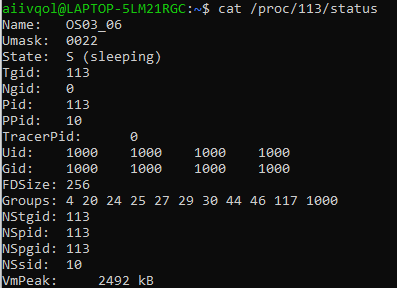 aiivqol@LAPTOP-5LM21RGC:~$ cat /proc/113/status
Name:   OS03_06
Umask:  0022
State:  S (sleeping)
Tgid:   113
Ngid:   0
Pid:    113
PPid:   10
TracerPid:      0
Uid:    1000    1000    1000    1000
Gid:    1000    1000    1000    1000
FDSize: 256
Groups: 4 20 24 25 27 29 30 44 46 117 1000
NStgid: 113
NSpid:  113
NSpgid: 113
NSsid:  10
VmPeak:     2492 kB